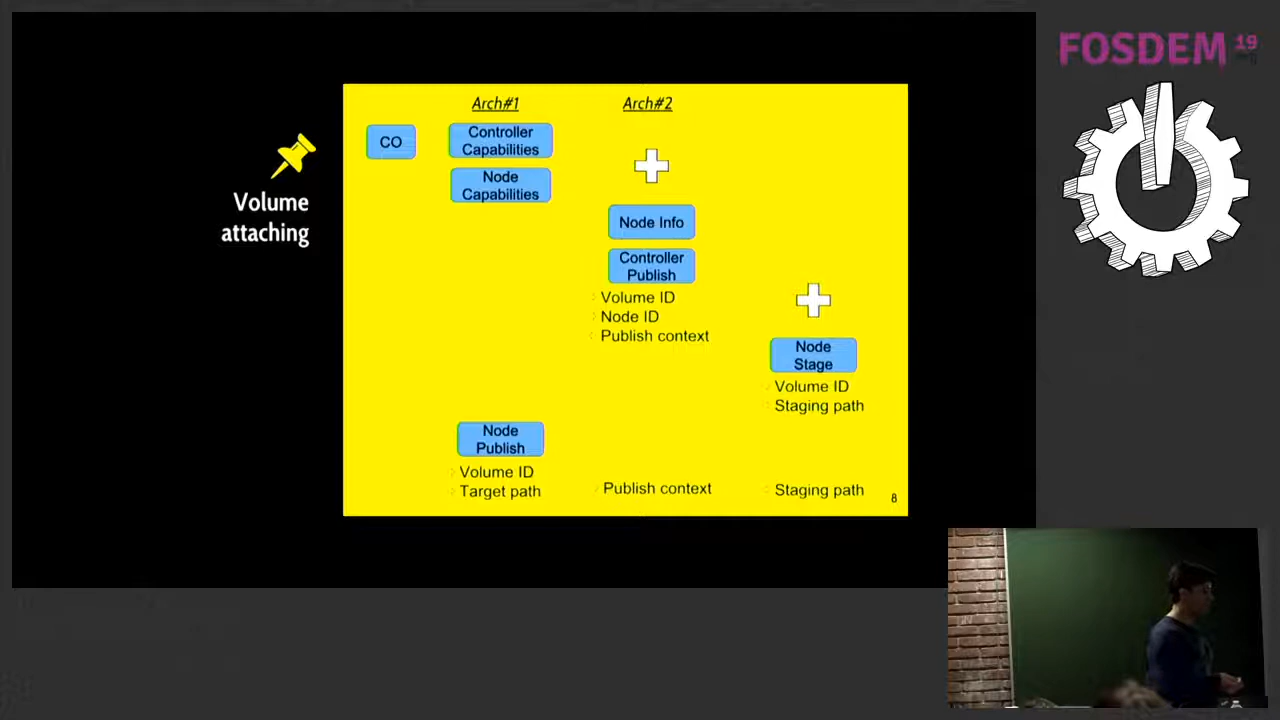 FOSDEM 19
Volume
attaching
Arch#1
Arch#2
CO
Controller
Capabilities
Node
Capabilities
Node Info
Controller
Publish
Volume ID
Node ID
Publish context
Node
Stage
Volume ID
Staging path
Node
Publish
Volume ID
Target path
Publish context
Staging path
8